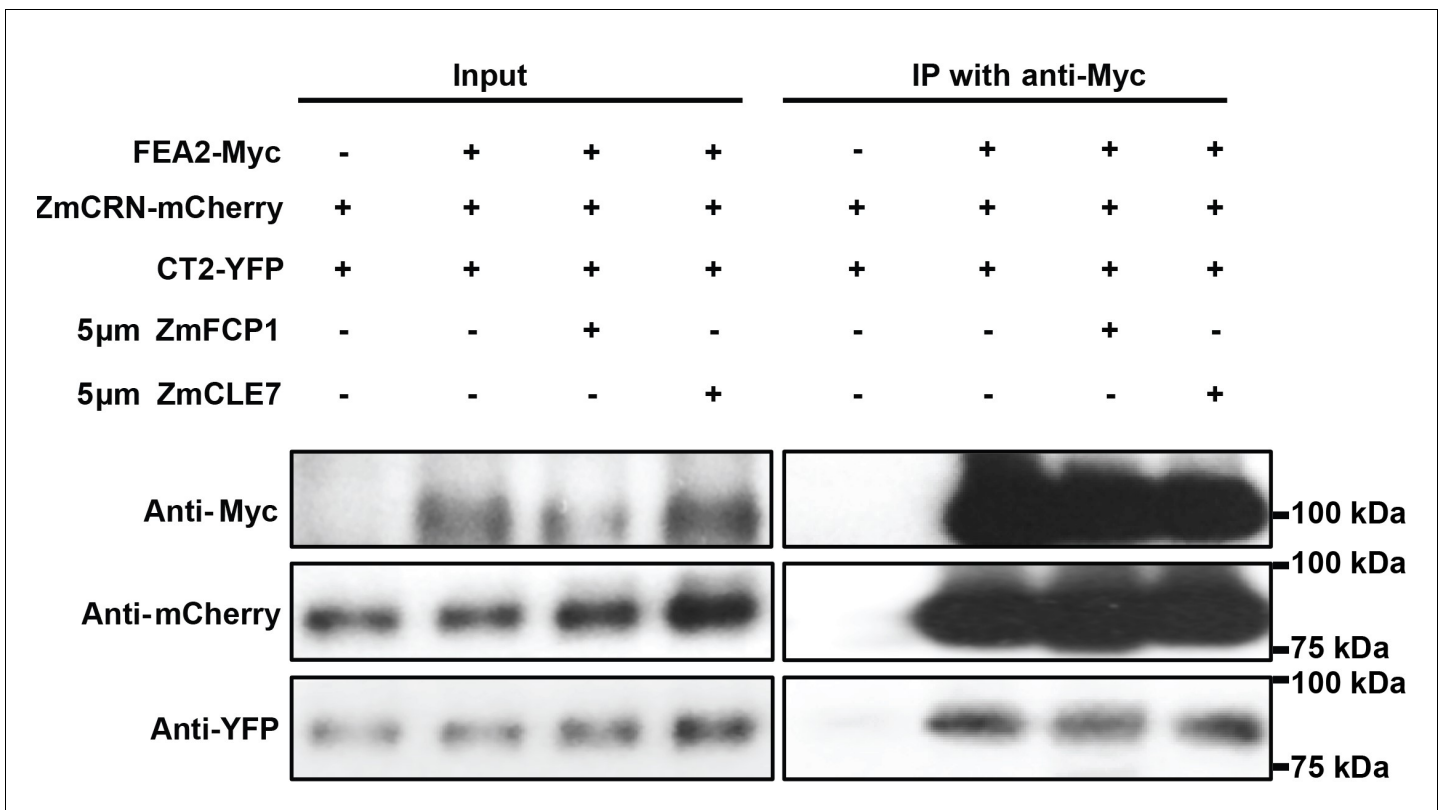 Input IP with anti-Myc
FEA2-Myc - + + + - + + +
ZmCRN-mCherry + + + + + + + +
CT2-YFP + + + + + + + +
5µm ZmFCP1 - - + - - - + -
5µm ZmCLE7 - - - + - - - +
Anti-Myc 100 kDa
100 kDa
Anti-mCherry
75 kDa
100 kDa
Anti-YFP
75 kDa